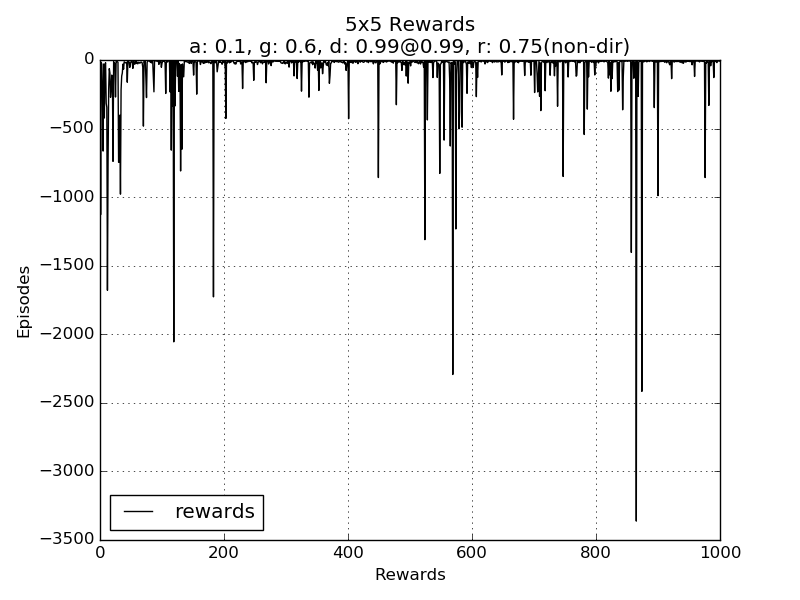 5x5 Rewards
a: 0.1, g: 0.6, d: 0.99@0.99, r: 0.75(non-dir)
0
−500
−1000
−1500
−2000
−2500
−3000
−3500
Episodes
rewards
0 200 400 600 800 1000
Rewards